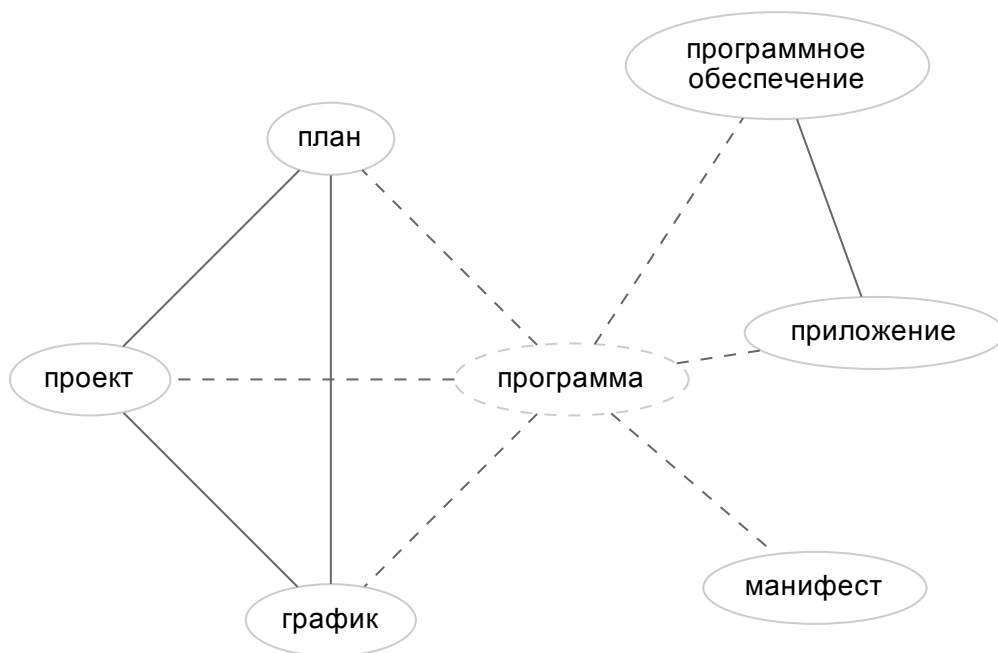 программное
обеспечение
план
приложение
проект
программа
манифест
график